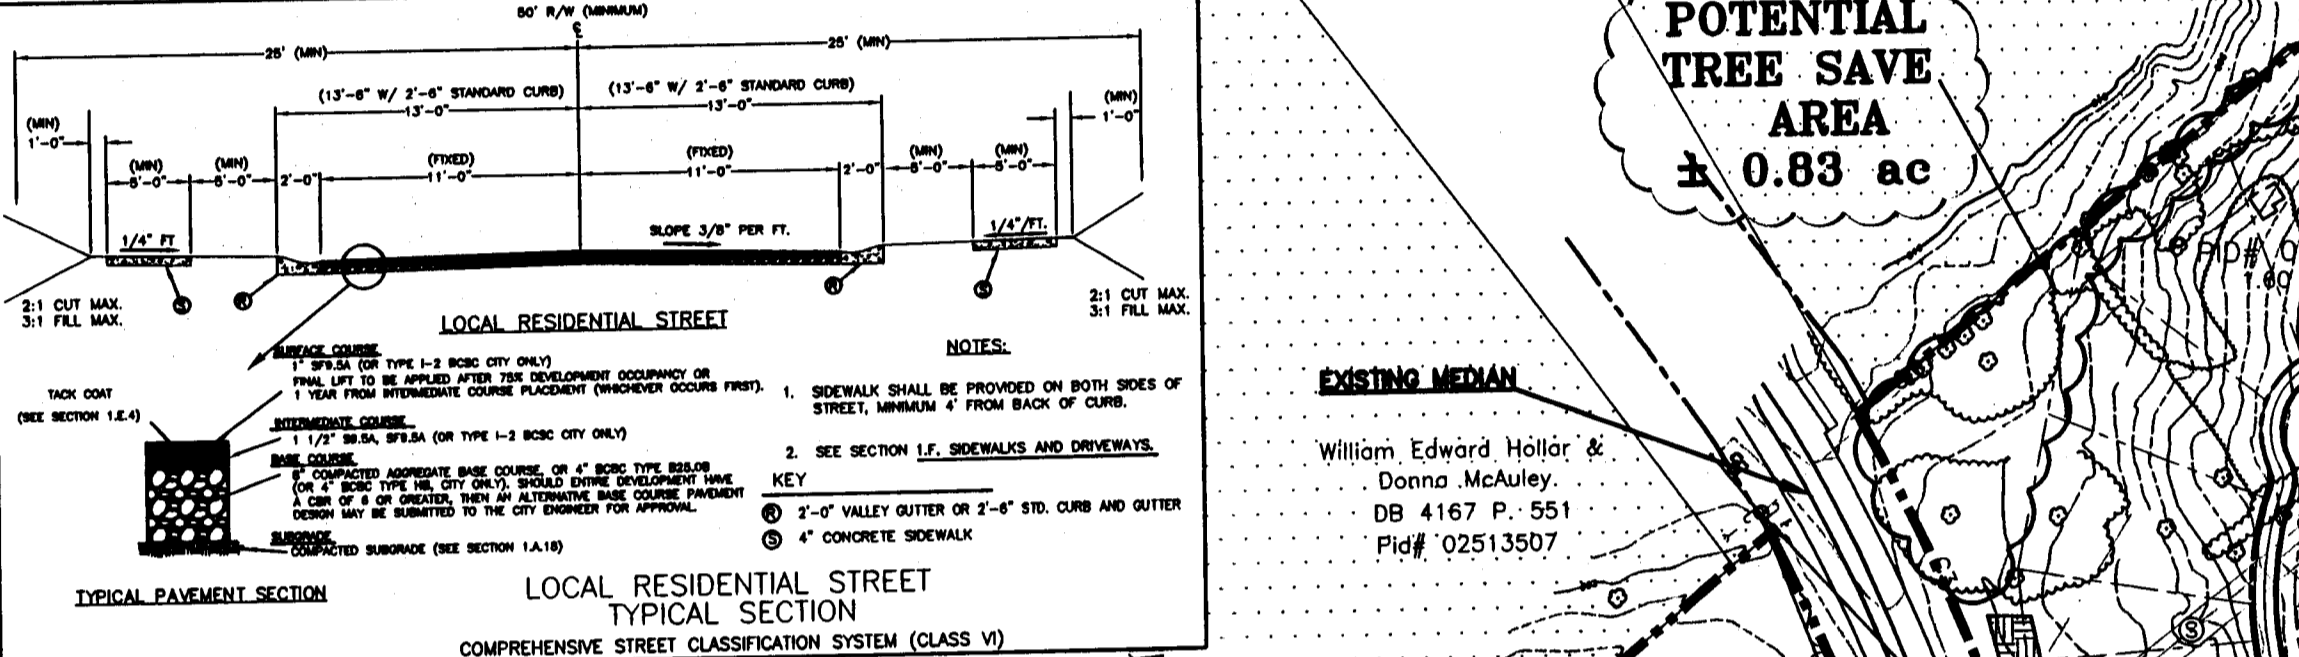 50' R/W (MINIMUM)
25' (MIN)
25' (MIN)
(13'-6" W/ 2'-6" STANDARD CURB)
13'-0"
(13'-6" W/ 2'-6" STANDARD CURB)
13'-0"
(MIN)
1'-0"
(MIN)
1'-0"
(MIN)
5'-0"
(MIN)
2'-0"
(FIXED)
11'-0"
(FIXED)
11'-0"
2'-0"
(MIN)
(MIN)
5'-0"
1/4" FT
SLOPE 3/8" PER FT.
1/4"/FT.
S
R
R
S
2:1 CUT MAX.
3:1 FILL MAX.
2:1 CUT MAX.
3:1 FILL MAX.
LOCAL RESIDENTIAL STREET
SURFACE COURSE
1" SF9.5A (OR TYPE I-2 BCSC CITY ONLY)
FINAL LIFT TO BE APPLIED AFTER 75% DEVELOPMENT OCCUPANCY OR
1 YEAR FROM INTERMEDIATE COURSE PLACEMENT (WHICHEVER OCCURS FIRST).
TACK COAT
(SEE SECTION 1.E.4)
INTERMEDIATE COURSE
1 1/2" S9.5A, SF9.5A (OR TYPE I-2 BCSC CITY ONLY)
BASE COURSE
COMPACTED AGGREGATE BASE COURSE, OR 4" BCBC TYPE B25.0B
(OR 4" BCBC TYPE HB, CITY ONLY). SHOULD ENTIRE DEVELOPMENT HAVE
A CBR OF 6 OR GREATER, THEN AN ALTERNATIVE BASE COURSE PAVEMENT
DESIGN MAY BE SUBMITTED TO THE CITY ENGINEER FOR APPROVAL.
SUBGRADE
COMPACTED SUBGRADE (SEE SECTION 1.A.18)
TYPICAL PAVEMENT SECTION
NOTES:
1. SIDEWALK SHALL BE PROVIDED ON BOTH SIDES OF
STREET, MINIMUM 4' FROM BACK OF CURB.
2. SEE SECTION 1.F. SIDEWALKS AND DRIVEWAYS.
KEY
R 2'-0" VALLEY GUTTER OR 2'-6" STD. CURB AND GUTTER
S 4" CONCRETE SIDEWALK
LOCAL RESIDENTIAL STREET
TYPICAL SECTION
COMPREHENSIVE STREET CLASSIFICATION SYSTEM (CLASS VI)
POTENTIAL
TREE SAVE
AREA
± 0.83 ac
EXISTING MEDIAN
William Edward Hollar &
Donna McAuley
DB 4167 P. 551
Pid# 02513507
PID# 0
S